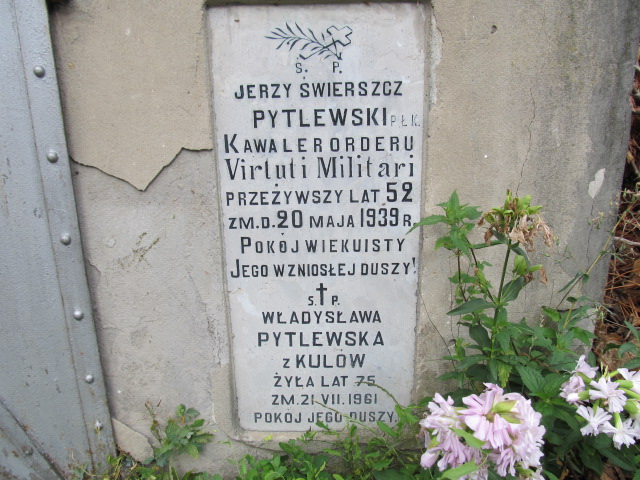 Ś. P.
JERZY ŚWIERSZCZ
PYTLEWSKI PŁK.
KAWALER ORDERU
Virtuti Militari
PRZEŻYWSZY LAT 52
ZM. D. 20 MAJA 1939 R
POKÓJ WIEKUISTY
JEGO WZNIOSŁEJ DUSZY!
Ś. P.
WŁADYSŁAWA
PYTLEWSKA
z KULÓW
ŻYŁA LAT 75
ZM. 21 VII. 1961
POKÓJ JEGO DUSZY.